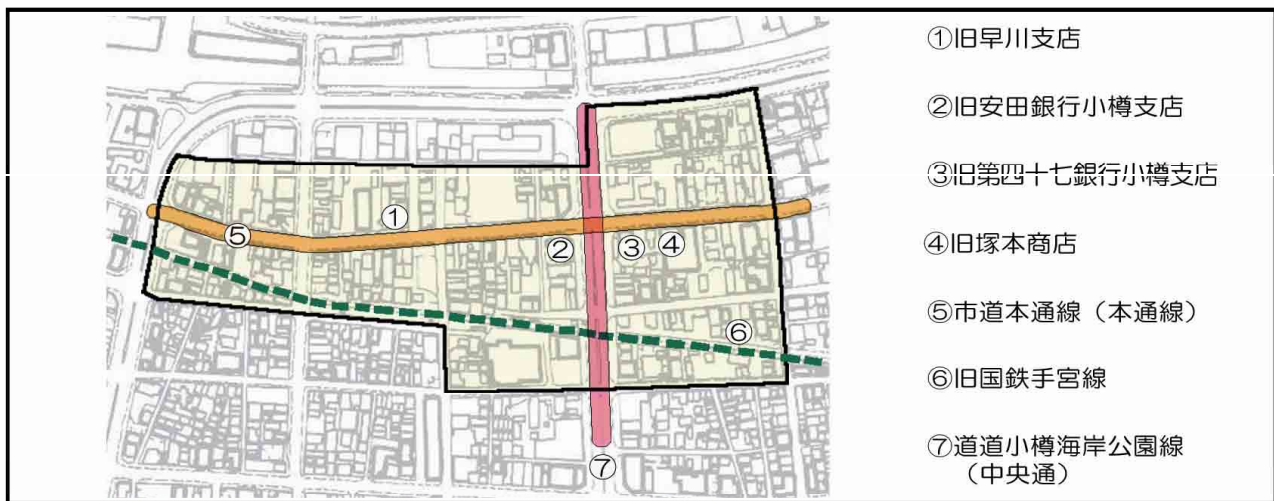 ①旧早川支店
②旧安田銀行小樽支店
③旧第四十七銀行小樽支店
④旧塚本商店
⑤市道本通線（本通線）
⑥旧国鉄手宮線
⑦道道小樽海岸公園線
（中央通）
①
⑤
②
③
④
⑥
⑦